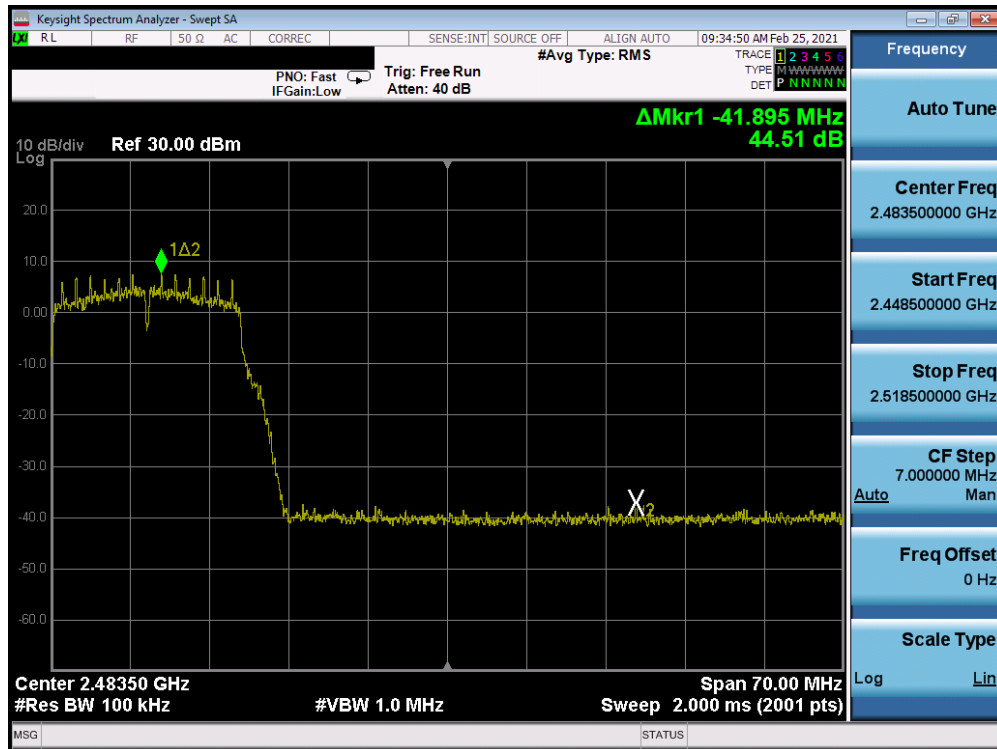 Keysight Spectrum Analyzer - Swept SA
LXI RL RF 50 Ω AC CORREC SENSE:INT SOURCE OFF ALIGN AUTO 09:34:50 AM Feb 25, 2021
#Avg Type: RMS
TRACE 1 2 3 4 5 6
PNO: Fast Trig: Free Run
TYPE M WWWWW
IFGain:Low Atten: 40 dB
DET P N N N N N
ΔMkr1 -41.895 MHz
44.51 dB
10 dB/div Ref 30.00 dBm
Log
20.0
1Δ2
10.0
0.00
-10.0
-20.0
-30.0
X2
-40.0
-50.0
-60.0
Center 2.48350 GHz Span 70.00 MHz
#Res BW 100 kHz #VBW 1.0 MHz Sweep 2.000 ms (2001 pts)
MSG STATUS
Frequency
Auto Tune
Center Freq
2.483500000 GHz
Start Freq
2.448500000 GHz
Stop Freq
2.518500000 GHz
CF Step
7.000000 MHz
Auto Man
Freq Offset
0 Hz
Scale Type
Log Lin